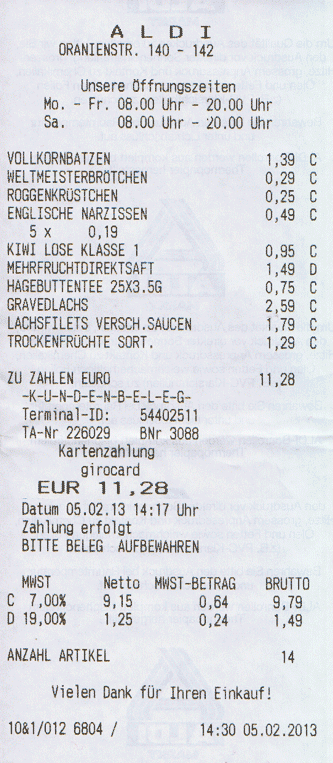 ALDI
ORANIENSTR. 140 - 142
Unsere Öffnungszeiten
Mo. - Fr. 08.00 Uhr - 20.00 Uhr
Sa. 08.00 Uhr - 20.00 Uhr
VOLLKORNBATZEN 1,39 C
WELTMEISTERBRÖTCHEN 0,29 C
ROGGENKRÜSTCHEN 0,25 C
ENGLISCHE NARZISSEN 0,49 C
5 x 0,19
KIWI LOSE KLASSE 1 0,95 C
MEHRFRUCHTDIREKTSAFT 1,49 D
HAGEBUTTENTEE 25X3.5G 0,75 C
GRAVEDLACHS 2,59 C
LACHSFILETS VERSCH.SAUCEN 1,79 C
TROCKENFRÜCHTE SORT. 1,29 C
ZU ZAHLEN EURO 11,28
-K-U-N-D-E-N-B-E-L-E-G-
Terminal-ID: 54402511
TA-Nr 226029 BNr 3088
Kartenzahlung
girocard
EUR 11,28
Datum 05.02.13 14:17 Uhr
Zahlung erfolgt
BITTE BELEG AUFBEWAHREN
MWST Netto MWST-BETRAG BRUTTO
C 7,00% 9,15 0,64 9,79
D 19,00% 1,25 0,24 1,49
ANZAHL ARTIKEL 14
Vielen Dank für Ihren Einkauf!
10&1/012 6804 / 14:30 05.02.2013